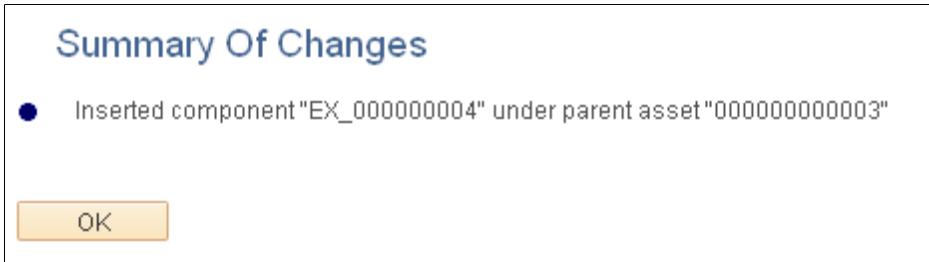 Summary Of Changes
Inserted component "EX_000000004" under parent asset "000000000003"
OK